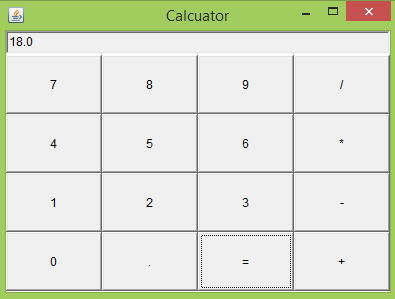 Calcuator
18.0
7 8 9 /
4 5 6 *
1 2 3 -
0 . = +